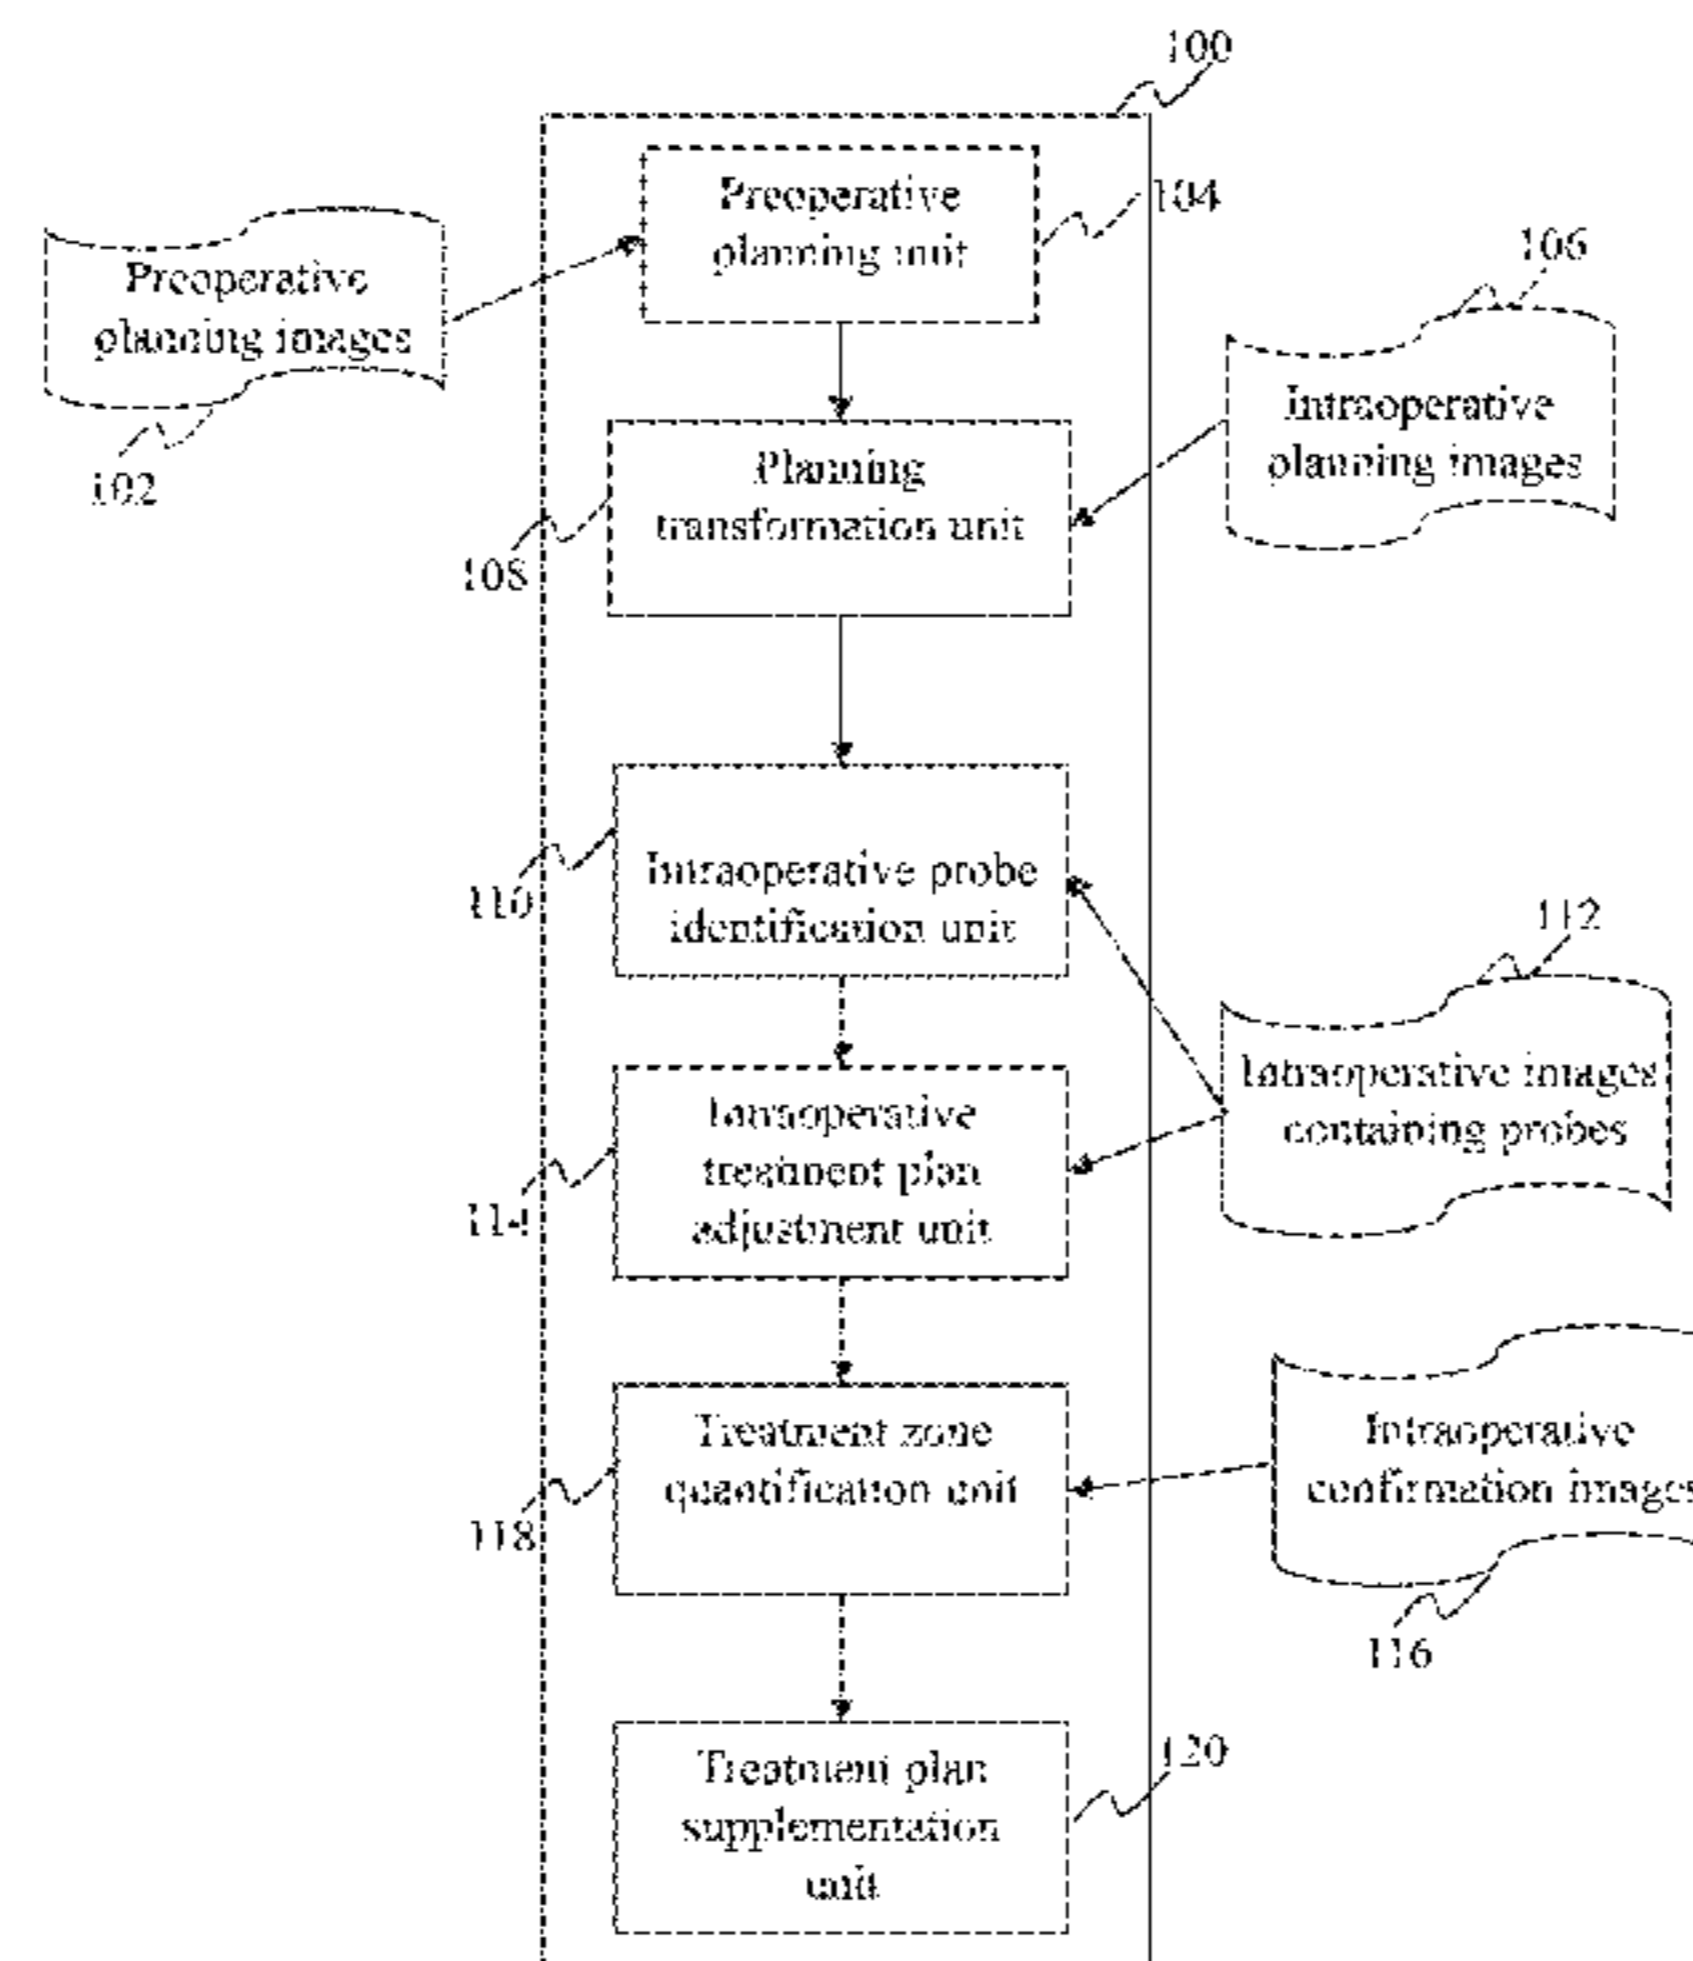 100
Preoperative
planning unit
104
Preoperative
planning images
102
106
Intraoperative
planning images
Planning
transformation unit
108
Intraoperative probe
identification unit
110
112
Intraoperative images
containing probes
Intraoperative
treatment plan
adjustment unit
114
Treatment zone
quantification unit
118
Intraoperative
confirmation images
116
Treatment plan
supplementation
unit
120